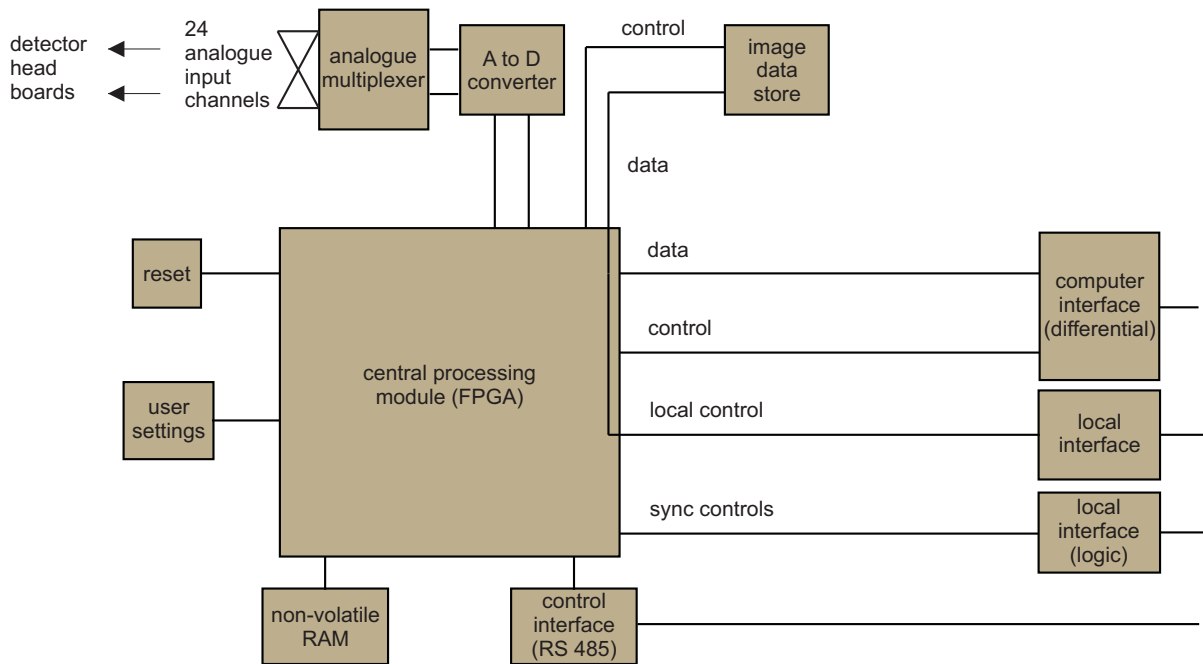 detector
head
boards
24
analogue
input
channels
analogue
multiplexer
A to D
converter
control
image
data
store
data
reset
data
computer
interface
(differential)
control
central processing
module (FPGA)
user
settings
local control
local
interface
sync controls
local
interface
(logic)
non-volatile
RAM
control
interface
(RS 485)